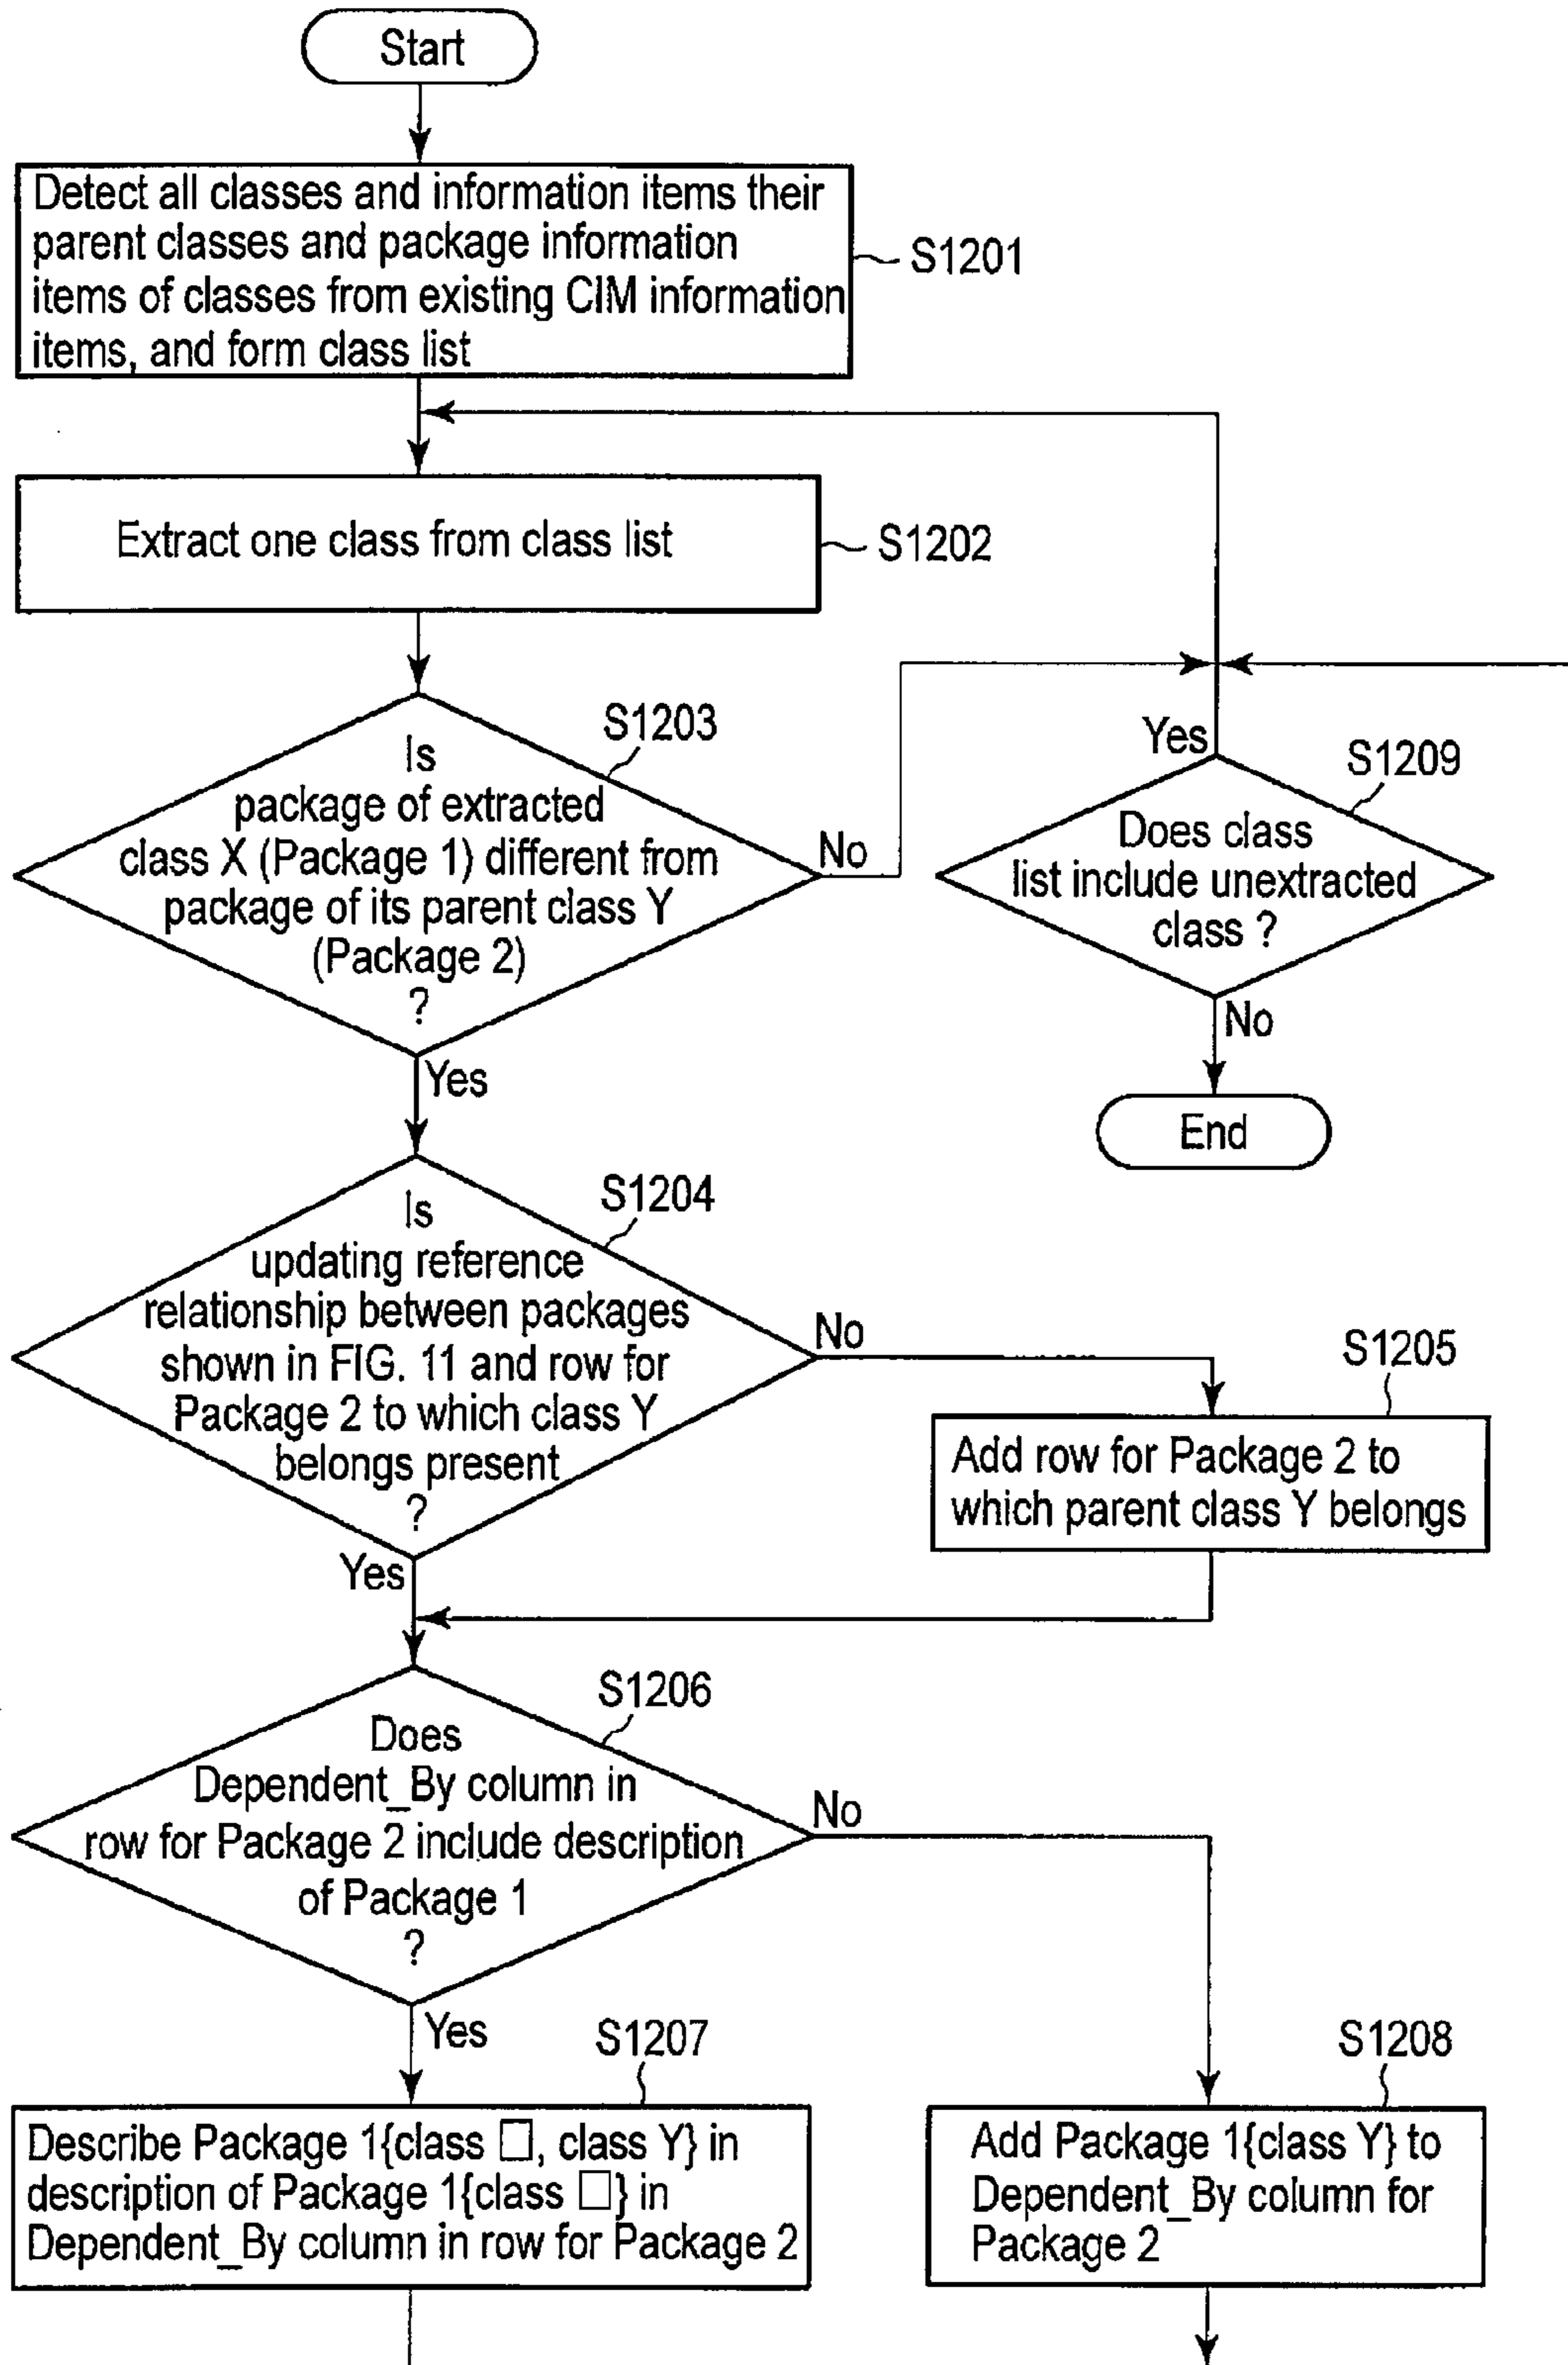 Start
Detect all classes and information items their
parent classes and package information
items of classes from existing CIM information
items, and form class list
S1201
Extract one class from class list
S1202
S1203
Is
package of extracted
class X (Package 1) different from
package of its parent class Y
(Package 2)
?
No
Yes
Yes
S1209
Does class
list include unextracted
class ?
No
End
S1204
Is
updating reference
relationship between packages
shown in FIG. 11 and row for
Package 2 to which class Y
belongs present
?
No
Yes
S1205
Add row for Package 2 to
which parent class Y belongs
S1206
Does
Dependent_By column in
row for Package 2 include description
of Package 1
?
No
Yes
S1207
Describe Package 1{class □, class Y} in
description of Package 1{class □} in
Dependent_By column in row for Package 2
S1208
Add Package 1{class Y} to
Dependent_By column for
Package 2